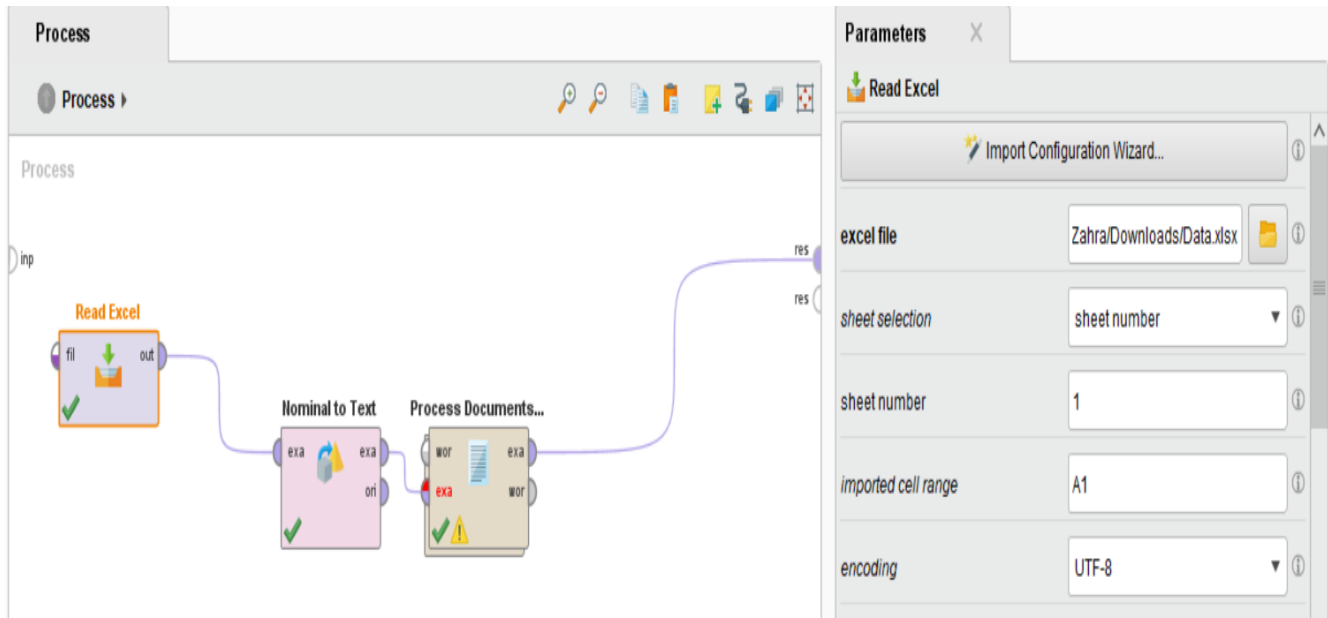 Process
Process
Process
inp
res
res
Read Excel
fil
out
Nominal to Text
exa
exa
ori
Process Documents...
wor
exa
exa
wor
Parameters
Read Excel
Import Configuration Wizard...
excel file
Zahra/Downloads/Data.xlsx
sheet selection
sheet number
sheet number
1
imported cell range
A1
encoding
UTF-8